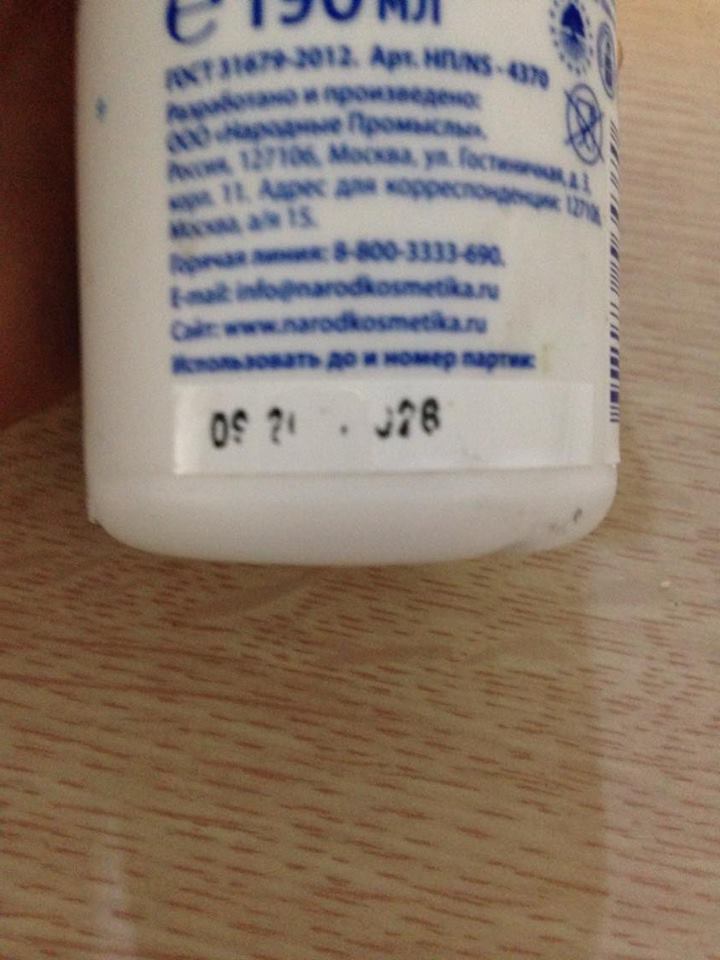 e 190 мл
ГОСТ 31679-2012. Арт. НП/NS - 4370
Разработано и произведено:
ООО «Народные Промыслы».
Россия, 127106, Москва, ул. Гостиничная, д. 3,
корп. 11. Адрес для корреспонденции: 127106,
Москва, а/я 15.
Горячая линия: 8-800-3333-690.
E-mail: info@narodkosmetika.ru
Сайт: www.narodkosmetika.ru
Использовать до и номер партии: